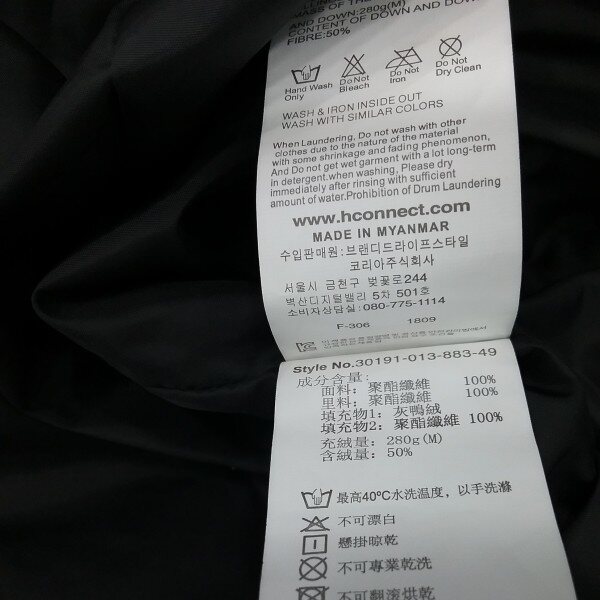 MASS OF THE
AND DOWN:280g(M)
CONTENT OF DOWN AND DOWN
FIBRE:50%
Hand Wash Only
Do Not Bleach
Do Not Iron
Do Not Dry Clean
WASH & IRON INSIDE OUT
WASH WITH SIMILAR COLORS
When Laundering, Do not wash with other
clothes due to the nature of the material
with some shrinkage and fading phenomenon,
And Do not get wet garment with a lot long-term
in detergent.when washing, Please dry
immediately after rinsing with sufficient
amount of water.Prohibition of Drum Laundering
www.hconnect.com
MADE IN MYANMAR
수입판매원: 브랜디드라이프스타일
코리아주식회사
서울시 금천구 벚꽃로244
벽산디지털밸리 5차 501호
소비자상담실:080-775-1114
F-306 1809
Style No.30191-013-883-49
成分含量:
面料: 聚酯纖維 100%
里料: 聚酯纖維 100%
填充物1: 灰鴨絨
填充物2: 聚酯纖維 100%
充絨量: 280g(M)
含絨量: 50%
最高40°C水洗温度, 以手洗滌
不可漂白
懸掛晾乾
不可專業乾洗
不可翻滾烘乾